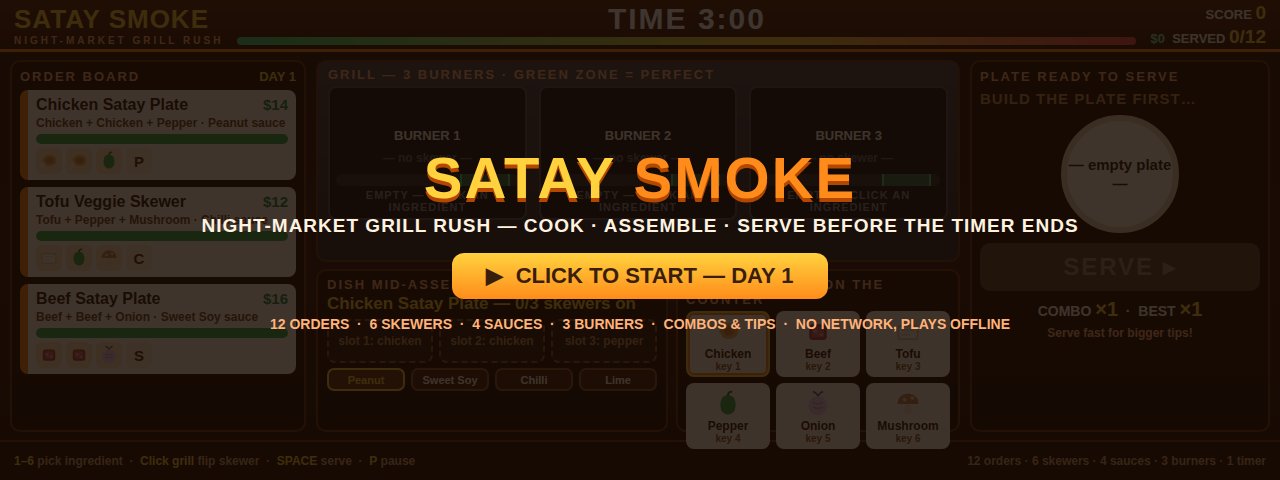 SATAY SMOKE
NIGHT-MARKET GRILL RUSH
TIME 3:00
SCORE 0
$0 SERVED 0/12
ORDER BOARD
DAY 1
Chicken Satay Plate $14
Chicken + Chicken + Pepper · Peanut sauce
P
Tofu Veggie Skewer $12
Tofu + Pepper + Mushroom · Chilli sauce
C
Beef Satay Plate $16
Beef + Beef + Onion · Sweet Soy sauce
S
GRILL — 3 BURNERS · GREEN ZONE = PERFECT
BURNER 1
BURNER 2
BURNER 3
SATAY SMOKE
NIGHT-MARKET GRILL RUSH — COOK · ASSEMBLE · SERVE BEFORE THE TIMER ENDS
▶ CLICK TO START — DAY 1
12 ORDERS · 6 SKEWERS · 4 SAUCES · 3 BURNERS · COMBOS & TIPS · NO NETWORK, PLAYS OFFLINE
Chicken Satay Plate — 0/3 skewers on
slot 1: chicken
slot 2: chicken
slot 3: pepper
Peanut
Sweet Soy
Chilli
Lime
ON THE
COUNTER
Chicken
key 1
Beef
key 2
Tofu
key 3
Pepper
key 4
Onion
key 5
Mushroom
key 6
PLATE READY TO SERVE
BUILD THE PLATE FIRST…
— empty plate
—
SERVE ▸
COMBO ×1 · BEST ×1
Serve fast for bigger tips!
1–6 pick ingredient · Click grill flip skewer · SPACE serve · P pause
12 orders · 6 skewers · 4 sauces · 3 burners · 1 timer